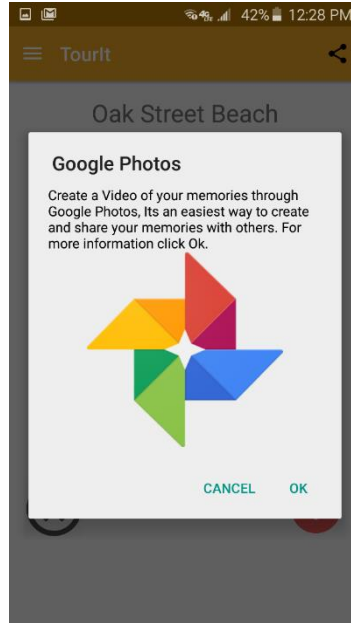 42% 12:28 PM
TourIt
Oak Street Beach
Google Photos
Create a Video of your memories through
Google Photos, Its an easiest way to create
and share your memories with others. For
more information click Ok.
CANCEL OK